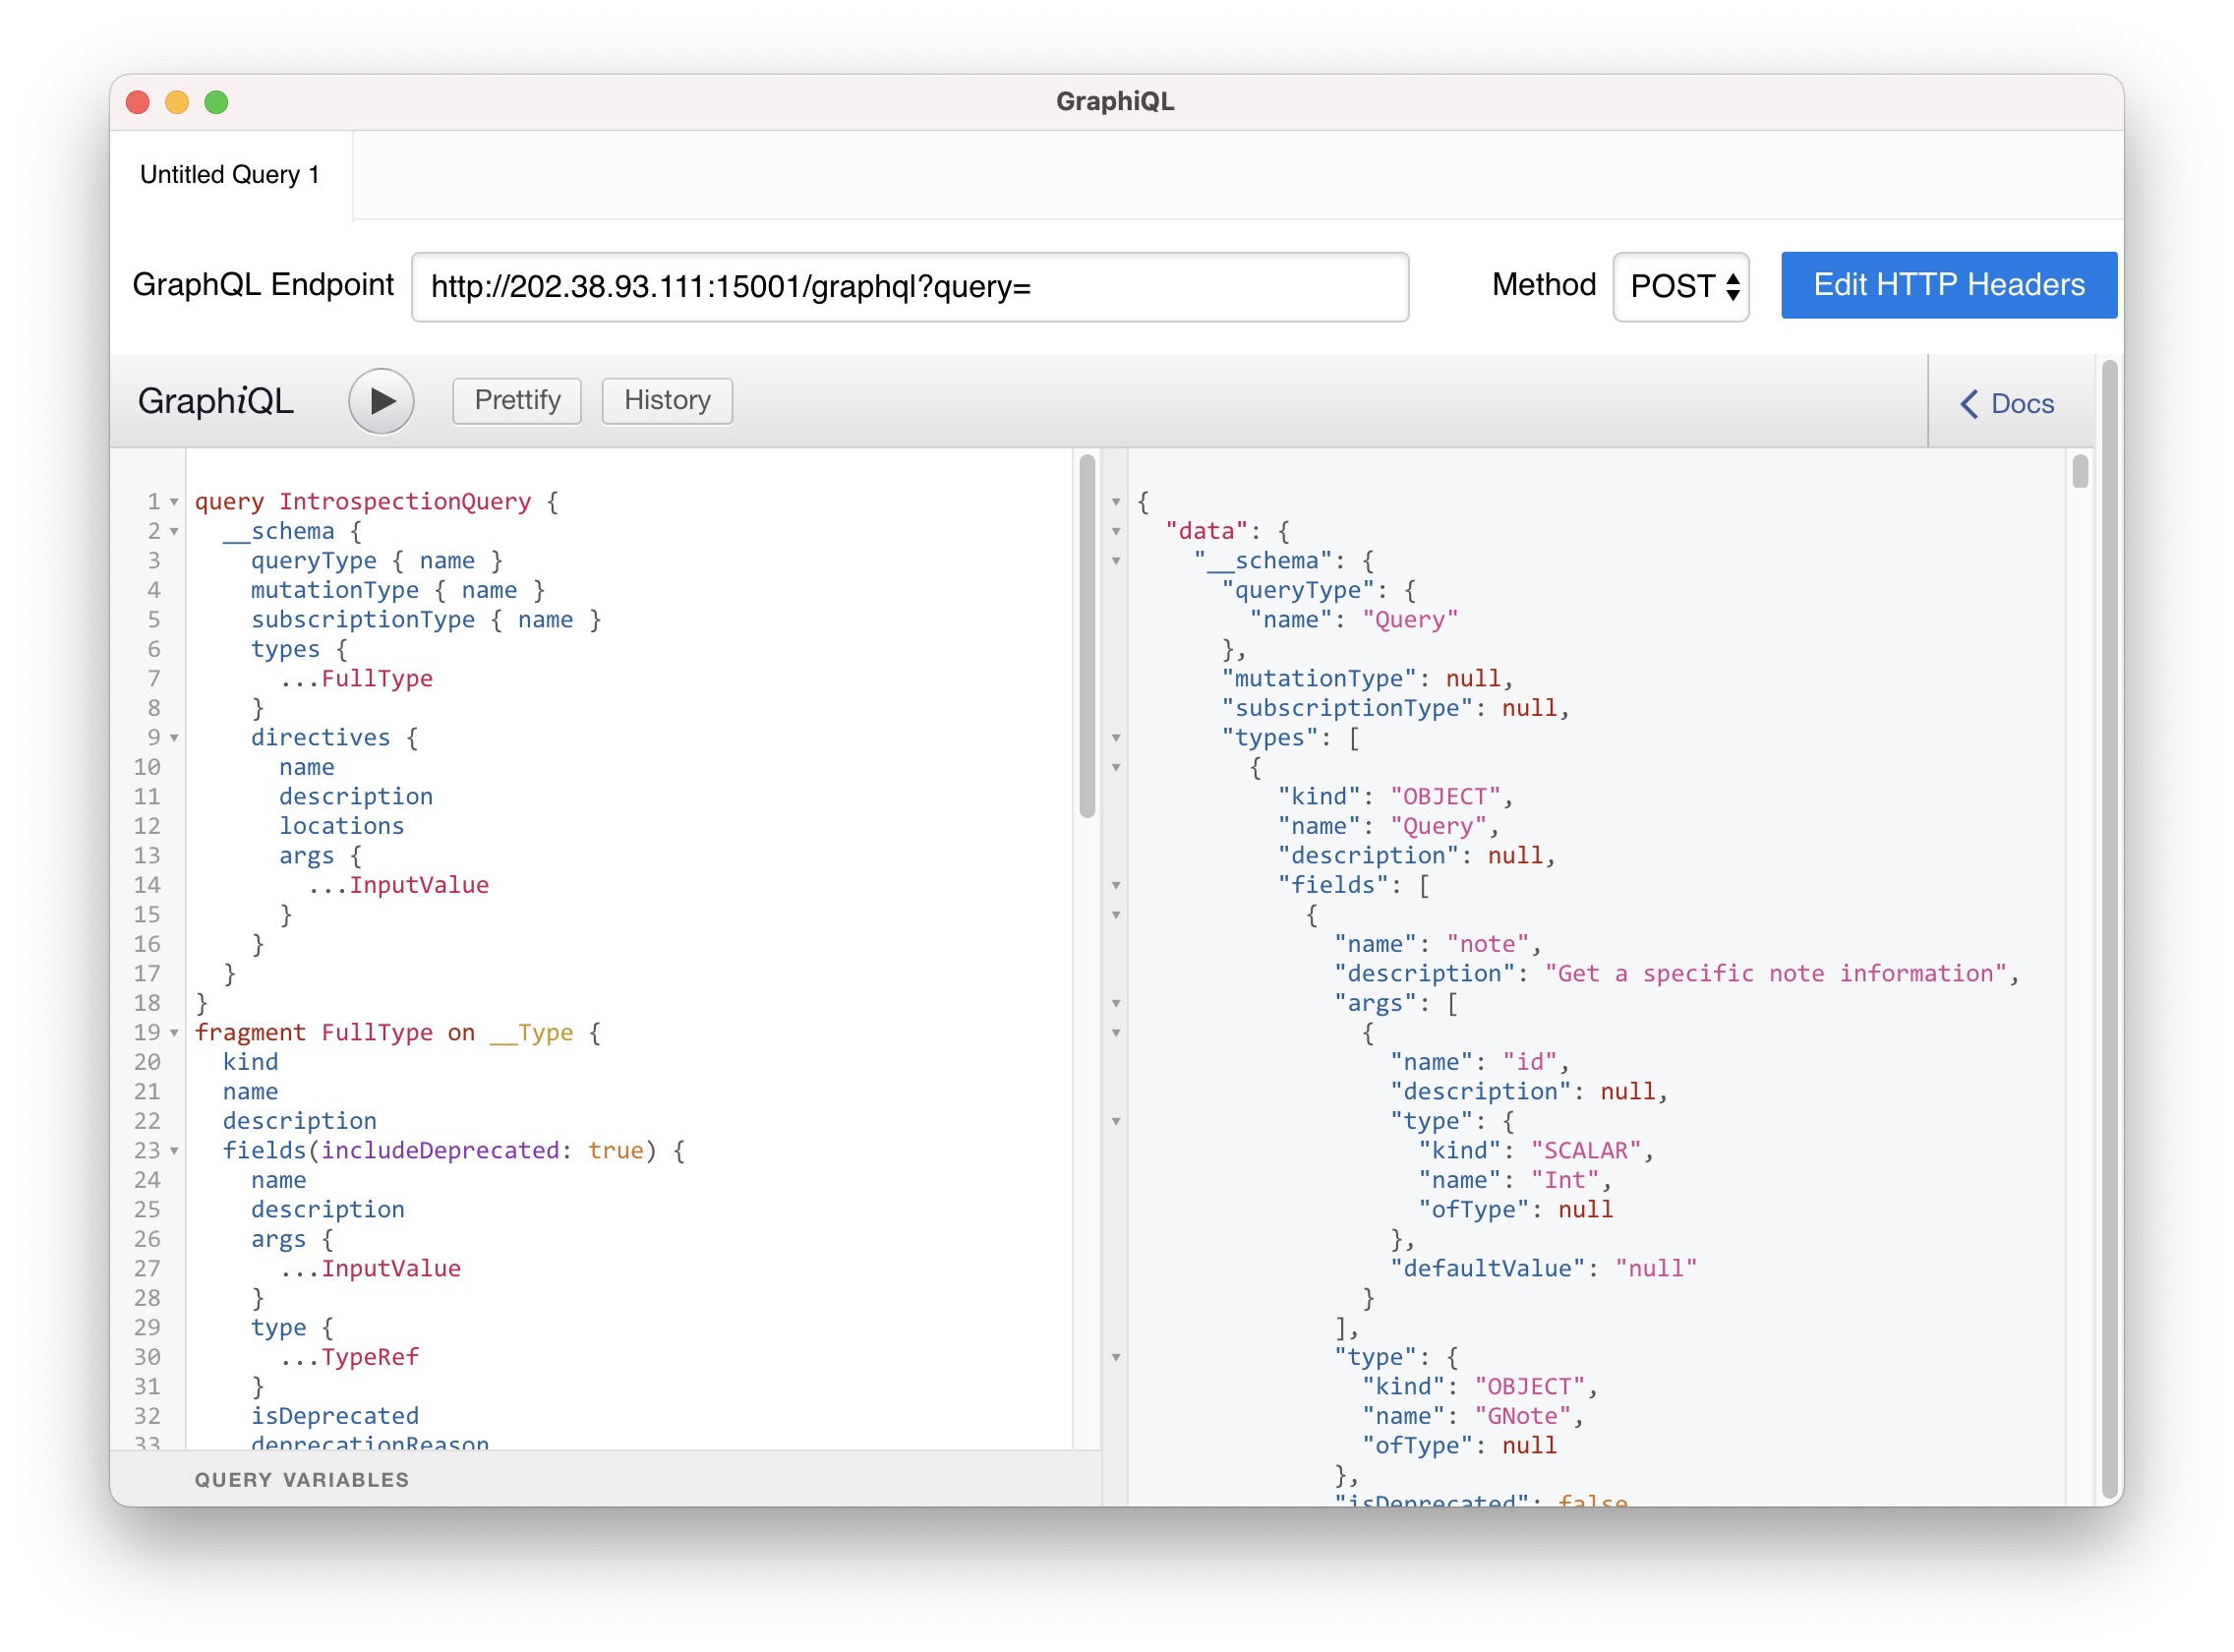 GraphiQL
Untitled Query 1
GraphQL Endpoint http://202.38.93.111:15001/graphql?query= Method POST Edit HTTP Headers
GraphiQL Prettify History Docs
1 query IntrospectionQuery {
2   __schema {
3     queryType { name }
4     mutationType { name }
5     subscriptionType { name }
6     types {
7       ...FullType
8     }
9     directives {
10       name
11       description
12       locations
13       args {
14         ...InputValue
15       }
16     }
17   }
18 }
19 fragment FullType on __Type {
20   kind
21   name
22   description
23   fields(includeDeprecated: true) {
24     name
25     description
26     args {
27       ...InputValue
28     }
29     type {
30       ...TypeRef
31     }
32     isDeprecated
33     deprecationReason
QUERY VARIABLES
{
  "data": {
    "__schema": {
      "queryType": {
        "name": "Query"
      },
      "mutationType": null,
      "subscriptionType": null,
      "types": [
        {
          "kind": "OBJECT",
          "name": "Query",
          "description": null,
          "fields": [
            {
              "name": "note",
              "description": "Get a specific note information",
              "args": [
                {
                  "name": "id",
                  "description": null,
                  "type": {
                    "kind": "SCALAR",
                    "name": "Int",
                    "ofType": null
                  },
                  "defaultValue": "null"
                }
              ],
              "type": {
                "kind": "OBJECT",
                "name": "GNote",
                "ofType": null
              },
              "isDeprecated": false